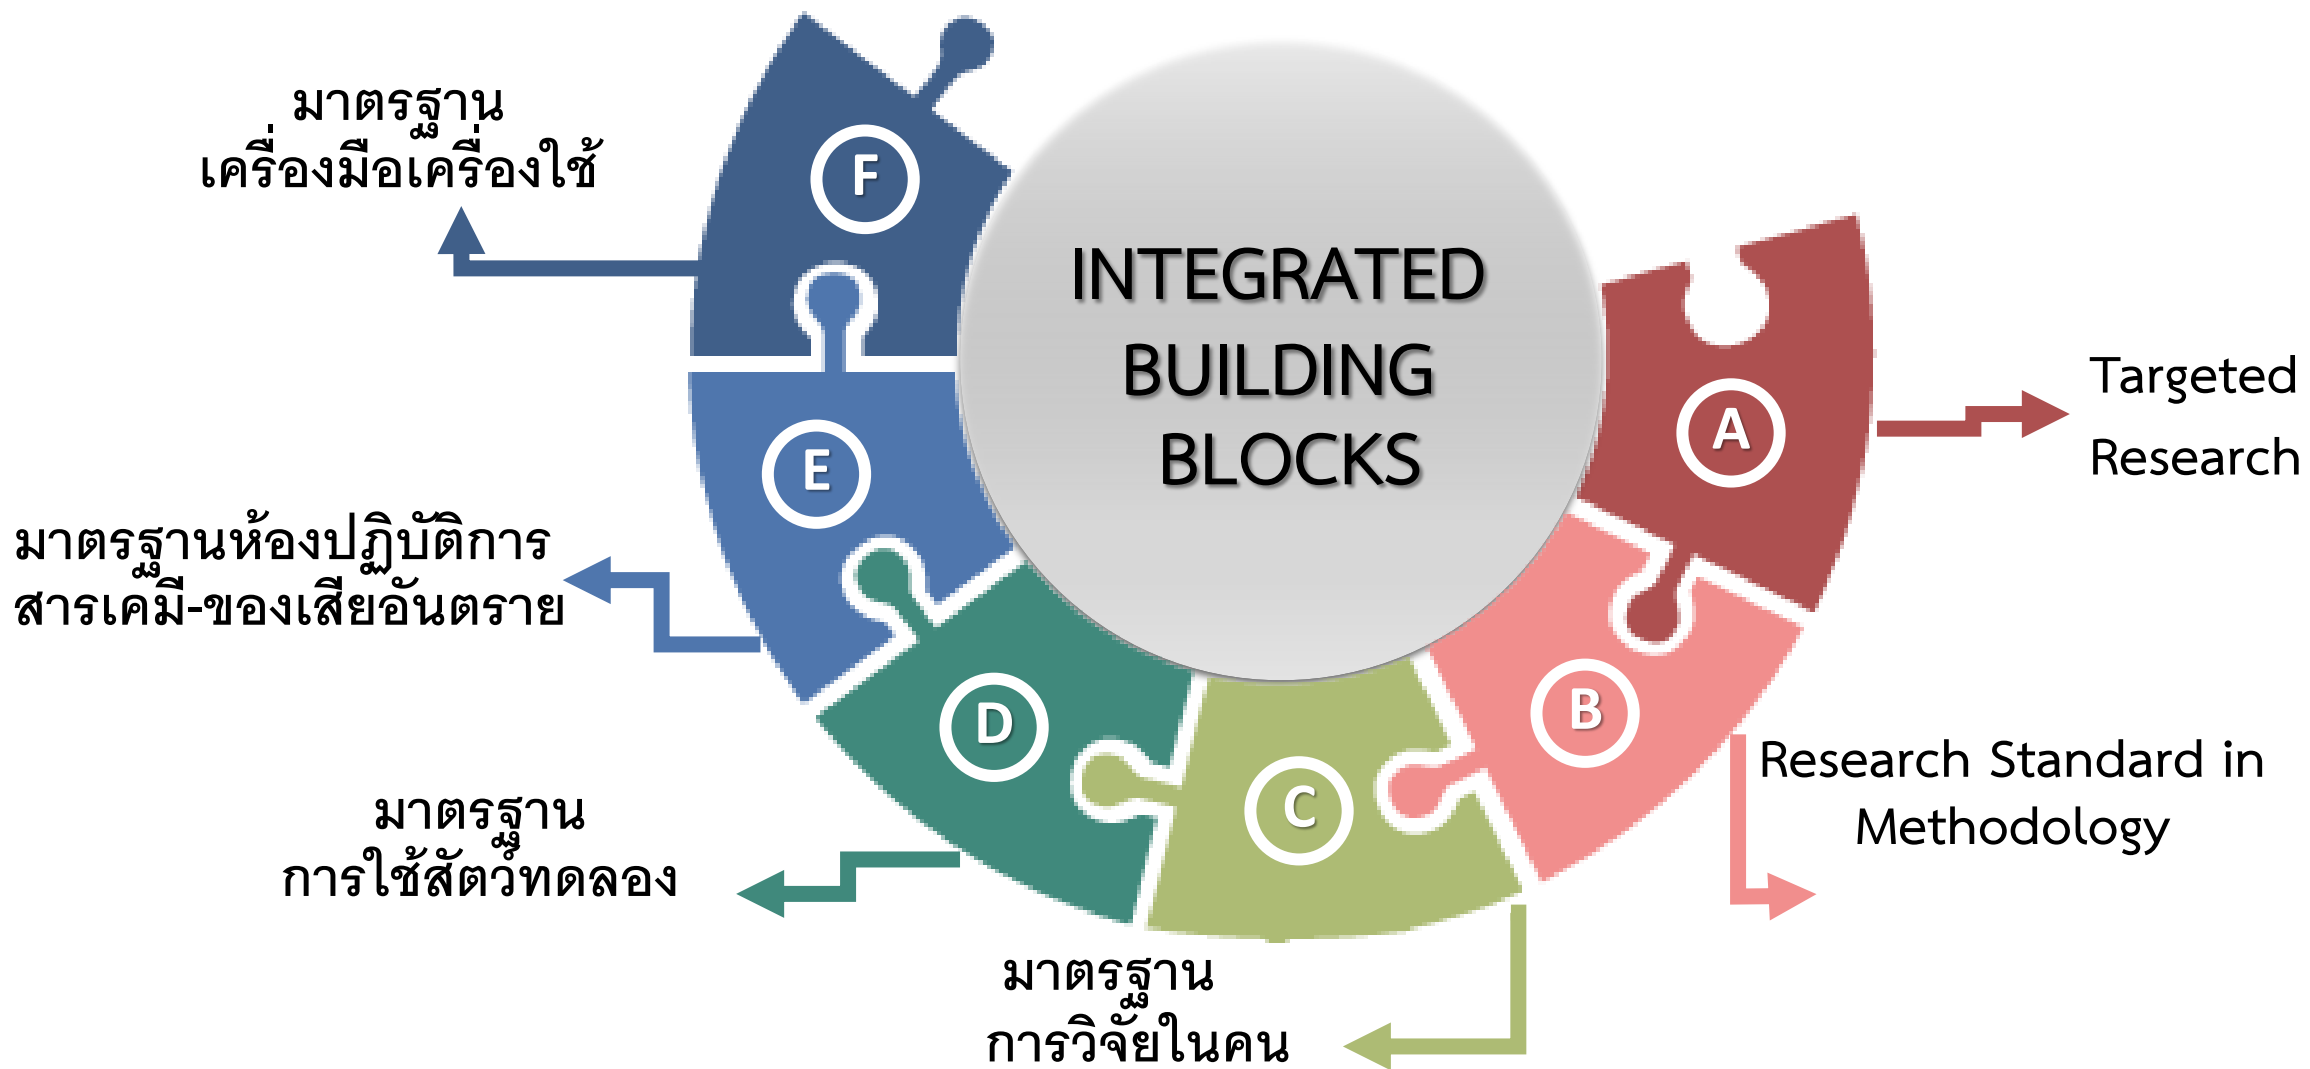 INTEGRATED
BUILDING
BLOCKS
A
Targeted
Research
B
Research Standard in
Methodology
C
มาตรฐาน
การวิจัยในคน
D
มาตรฐาน
การใช้สัตว์ทดลอง
E
มาตรฐานห้องปฏิบัติการ
สารเคมี-ของเสียอันตราย
F
มาตรฐาน
เครื่องมือเครื่องใช้